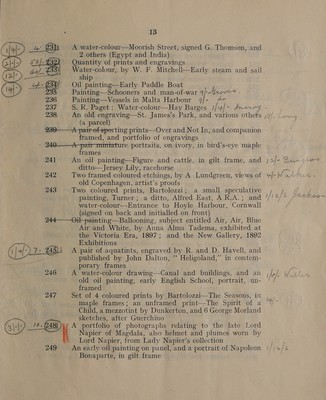 13
231 A water-colour—Moorish Street, signed G. Thomson, and
2 others (Egypt and India)
232 Quantity of prints and engravings
233 Water-colour, by W. F. Mitchell—Early steam and sail
ship
234 Oil painting—Early Paddle Boat
235 Painting—Schooners and man-of-war
236 Painting—Vessels in Malta Harbour
237 S. R. Paget: Water-colour—Hay Barges
238 An old engraving—St. James's Park, and various others
(a parcel)
239 A pair of sporting prints—Over and Not In, and companion
framed, and portfolio of engravings
240 A pair miniature portraits, on ivory, in bird's-eye maple
frames
241 An oil painting—Figure and cattle, in gilt frame, and
ditto—Jersey Lily, racehorse
242 Two framed coloured etchings, by A. Lundgreen, views of
old Copenhagen, artist's proofs
243 Two coloured prints, Bartolozzi; a small speculative
painting, Turner; a ditto, Alfred East, A.R.A.; and
water-colour—Entrance to Hoyle Harbour, Cornwall
(signed on back and initialled on front)
244 Oil painting—Ballooning, subject entitled Air, Air, Blue
Air and White, by Anna Alma Tadema, exhibited at
the Victoria Era, 1897; and the New Gallery, 1892
Exhibitions
245 A pair of aquatints, engraved by R. and D. Havell, and
published by John Dalton, " Heligoland," in contem-
porary frames
246 A water-colour drawing—Canal and buildings, and an
old oil painting, early English School, portrait, un-
framed
247 Set of 4 coloured prints by Bartolozzi—The Seasons, in
maple frames; an unframed print—The Spirit of a
Child, a mezzotint by Dunkerton, and 6 George Morland
sketches, after Guerchino
248 A portfolio of photographs relating to the late Lord
Napier of Magdala, also helmet and plumes worn by
Lord Napier, from Lady Napier's collection
249 An early oil painting on panel, and a portrait of Napoleon
Bonaparte, in gilt frame